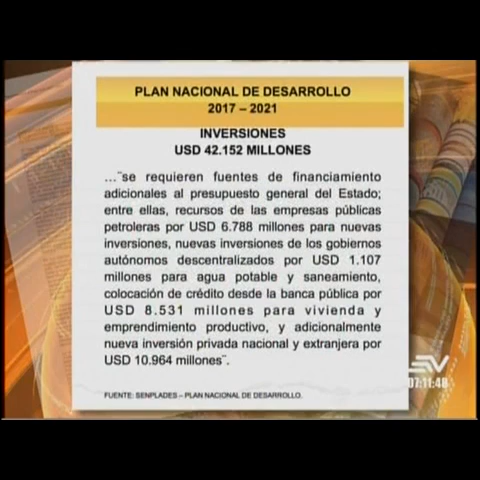 PLAN NACIONAL DE DESARROLLO
2017 – 2021
INVERSIONES
USD 42.152 MILLONES
...¨se requieren fuentes de financiamiento
adicionales al presupuesto general del Estado;
entre ellas, recursos de las empresas públicas
petroleras por USD 6.788 millones para nuevas
inversiones, nuevas inversiones de los gobiernos
autónomos descentralizados por USD 1.107
millones para agua potable y saneamiento,
colocación de crédito desde la banca pública por
USD 8.531 millones para vivienda y
emprendimiento productivo, y adicionalmente
nueva inversión privada nacional y extranjera por
USD 10.964 millones¨.
07:11:48
FUENTE: SENPLADES – PLAN NACIONAL DE DESARROLLO.